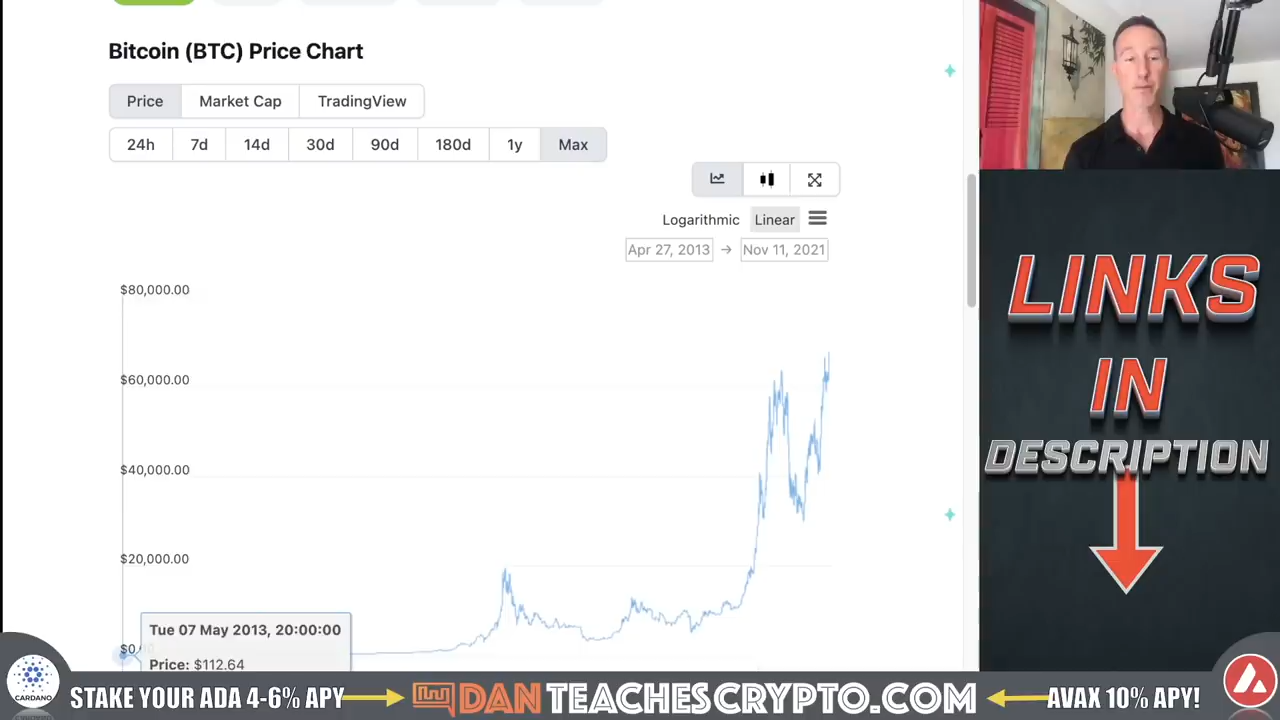 Bitcoin (BTC) Price Chart
Price Market Cap TradingView
24h 7d 14d 30d 90d 180d 1y Max
Logarithmic Linear
Apr 27, 2013 → Nov 11, 2021
$80,000.00
$60,000.00
$40,000.00
$20,000.00
$0.
Tue 07 May 2013, 20:00:00
Price: $112.64
LINKS
IN
DESCRIPTION
CARDANO
STAKE YOUR ADA 4-6% APY
DANTEACHESCRYPTO.COM
AVAX 10% APY!